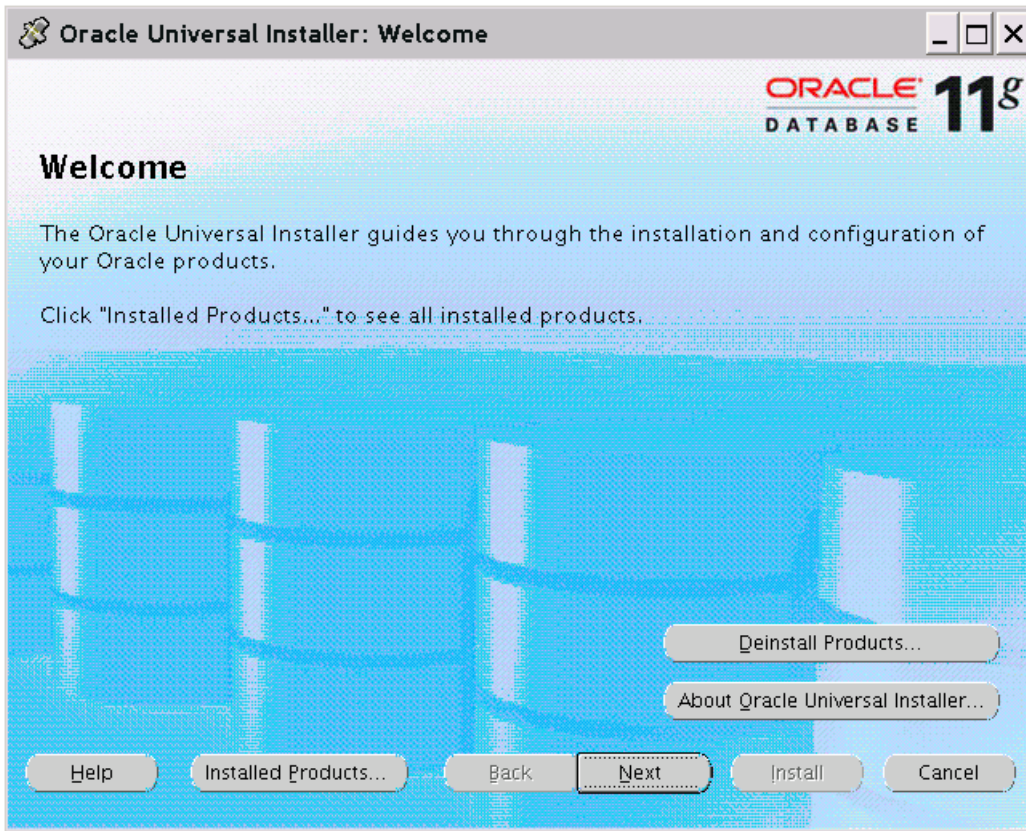 Oracle Universal Installer: Welcome
ORACLE 11g
DATABASE
Welcome
The Oracle Universal Installer guides you through the installation and configuration of
your Oracle products.
Click "Installed Products..." to see all installed products.
Deinstall Products...
About Oracle Universal Installer...
Help Installed Products... Back Next Install Cancel